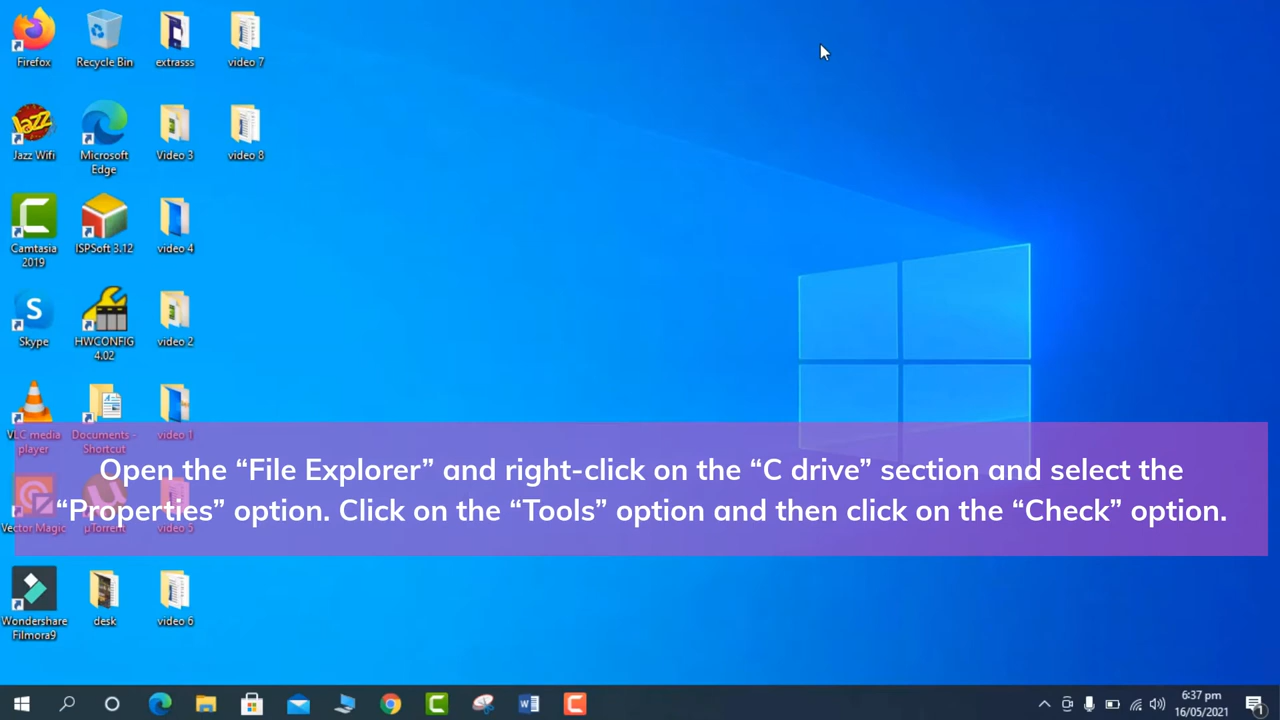 Firefox
Recycle Bin
extrasss
video 7
Jazz
Jazz Wifi
Microsoft
Edge
Video 3
video 8
Camtasia
2019
ISPSoft 3.12
video 4
S
Skype
HWCONFIG
4.02
video 2
VLC media
player
Documents -
Shortcut
video 1
Open the “File Explorer” and right-click on the “C drive” section and select the
“Properties” option. Click on the “Tools” option and then click on the “Check” option.
Vector Magic
µTorrent
video 5
Wondershare
Filmora9
desk
video 6
6:37 pm
16/05/2021
1